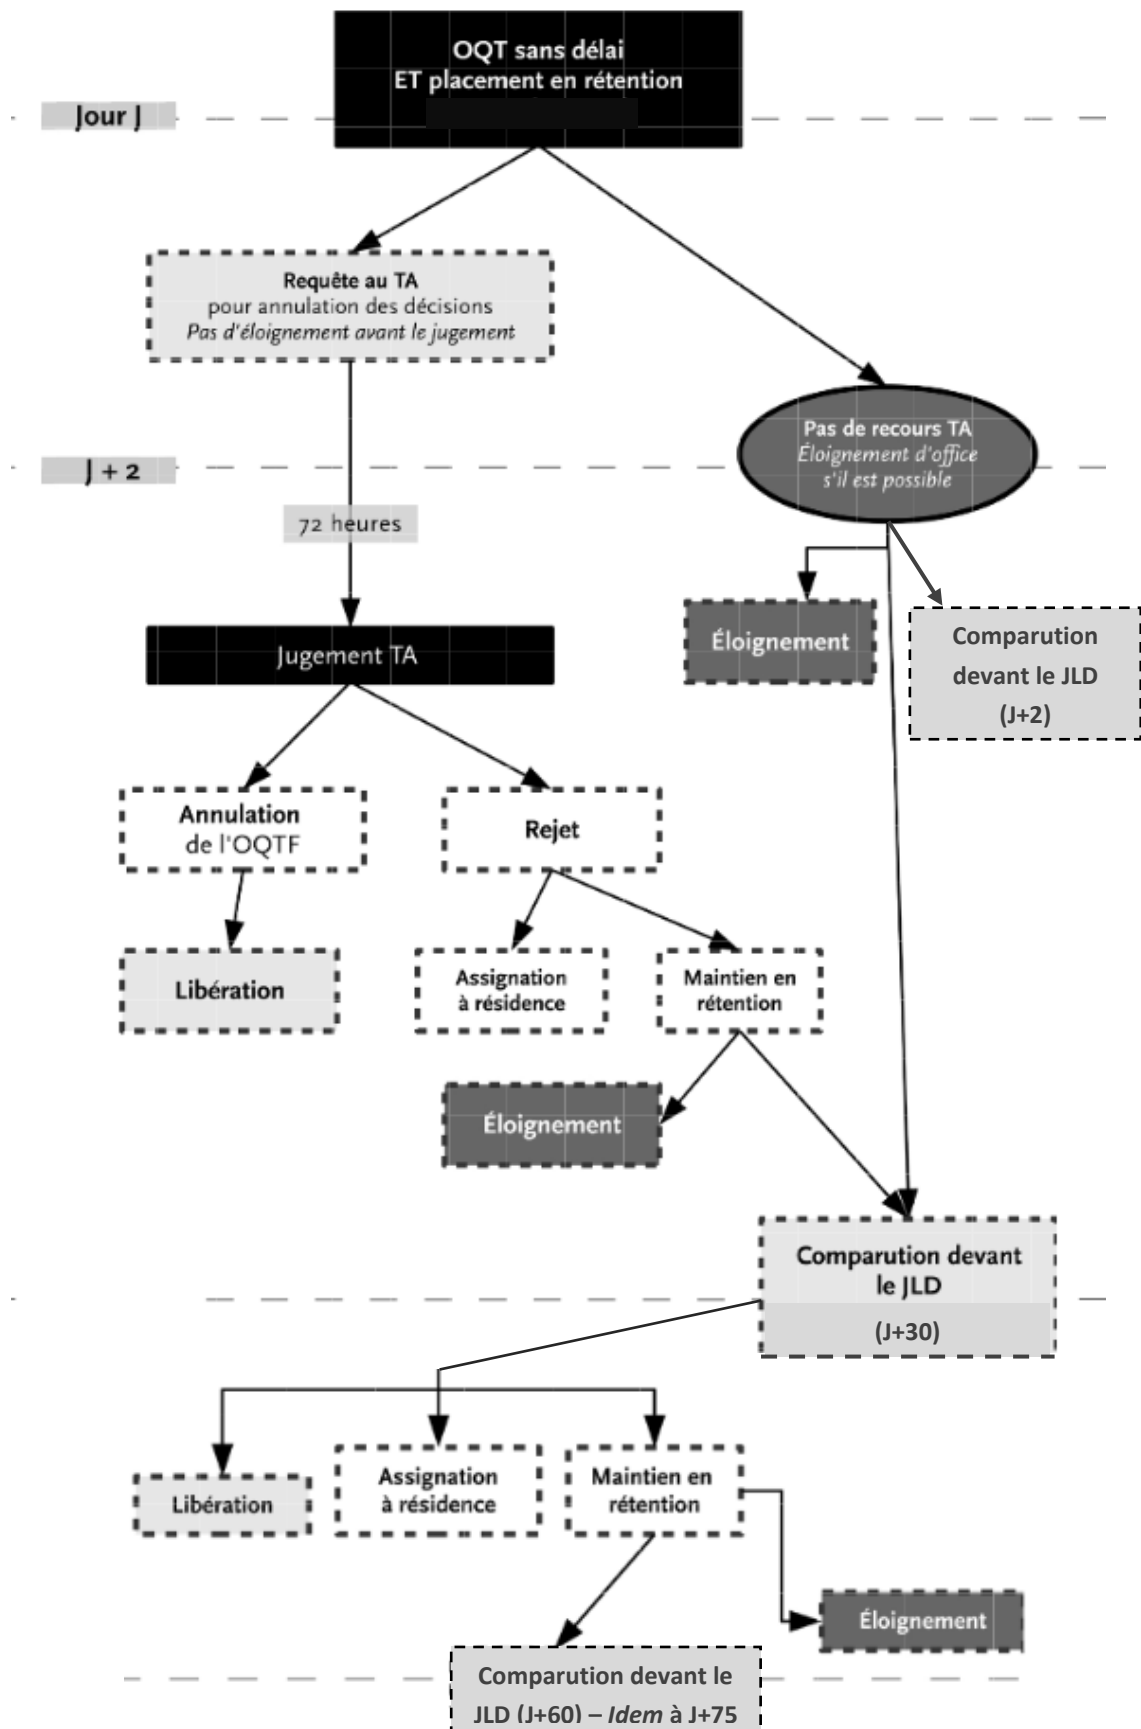 OQT sans délai
ET placement en rétention
Jour J
Requête au TA
pour annulation des décisions
Pas d'éloignement avant le jugement
Pas de recours TA
Éloignement d'office
s'il est possible
J + 2
72 heures
Éloignement
Comparution
devant le JLD
(J+2)
Jugement TA
Annulation
de l'OQTF
Rejet
Libération
Assignation
à résidence
Maintien en
rétention
Éloignement
Comparution devant
le JLD
(J+30)
Libération
Assignation
à résidence
Maintien en
rétention
Éloignement
Comparution devant le
JLD (J+60) – Idem à J+75